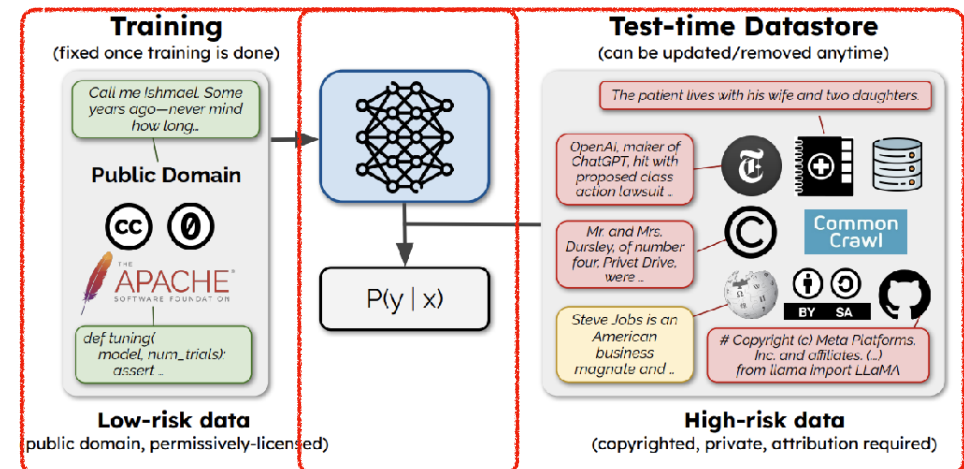 Training
(fixed once training is done)
Call me Ishmael. Some
years ago—never mind
how long..
Public Domain
cc
0
THE
APACHE
SOFTWARE FOUNDATION
def tuning(
model, num_trials):
assert ..
Low-risk data
(public domain, permissively-licensed)
P(y | x)
Test-time Datastore
(can be updated/removed anytime)
The patient lives with his wife and two daughters.
OpenAI, maker of
ChatGPT, hit with
proposed class
action lawsuit ..
T
Mr. and Mrs.
Dursley, of number
four, Privet Drive,
were ..
C
Common
Crawl
Steve Jobs is an
American
business
magnate and ..
BY SA
# Copyright (c) Meta Platforms,
Inc. and affiliates. (…)
from llama import LLaMA
High-risk data
(copyrighted, private, attribution required)